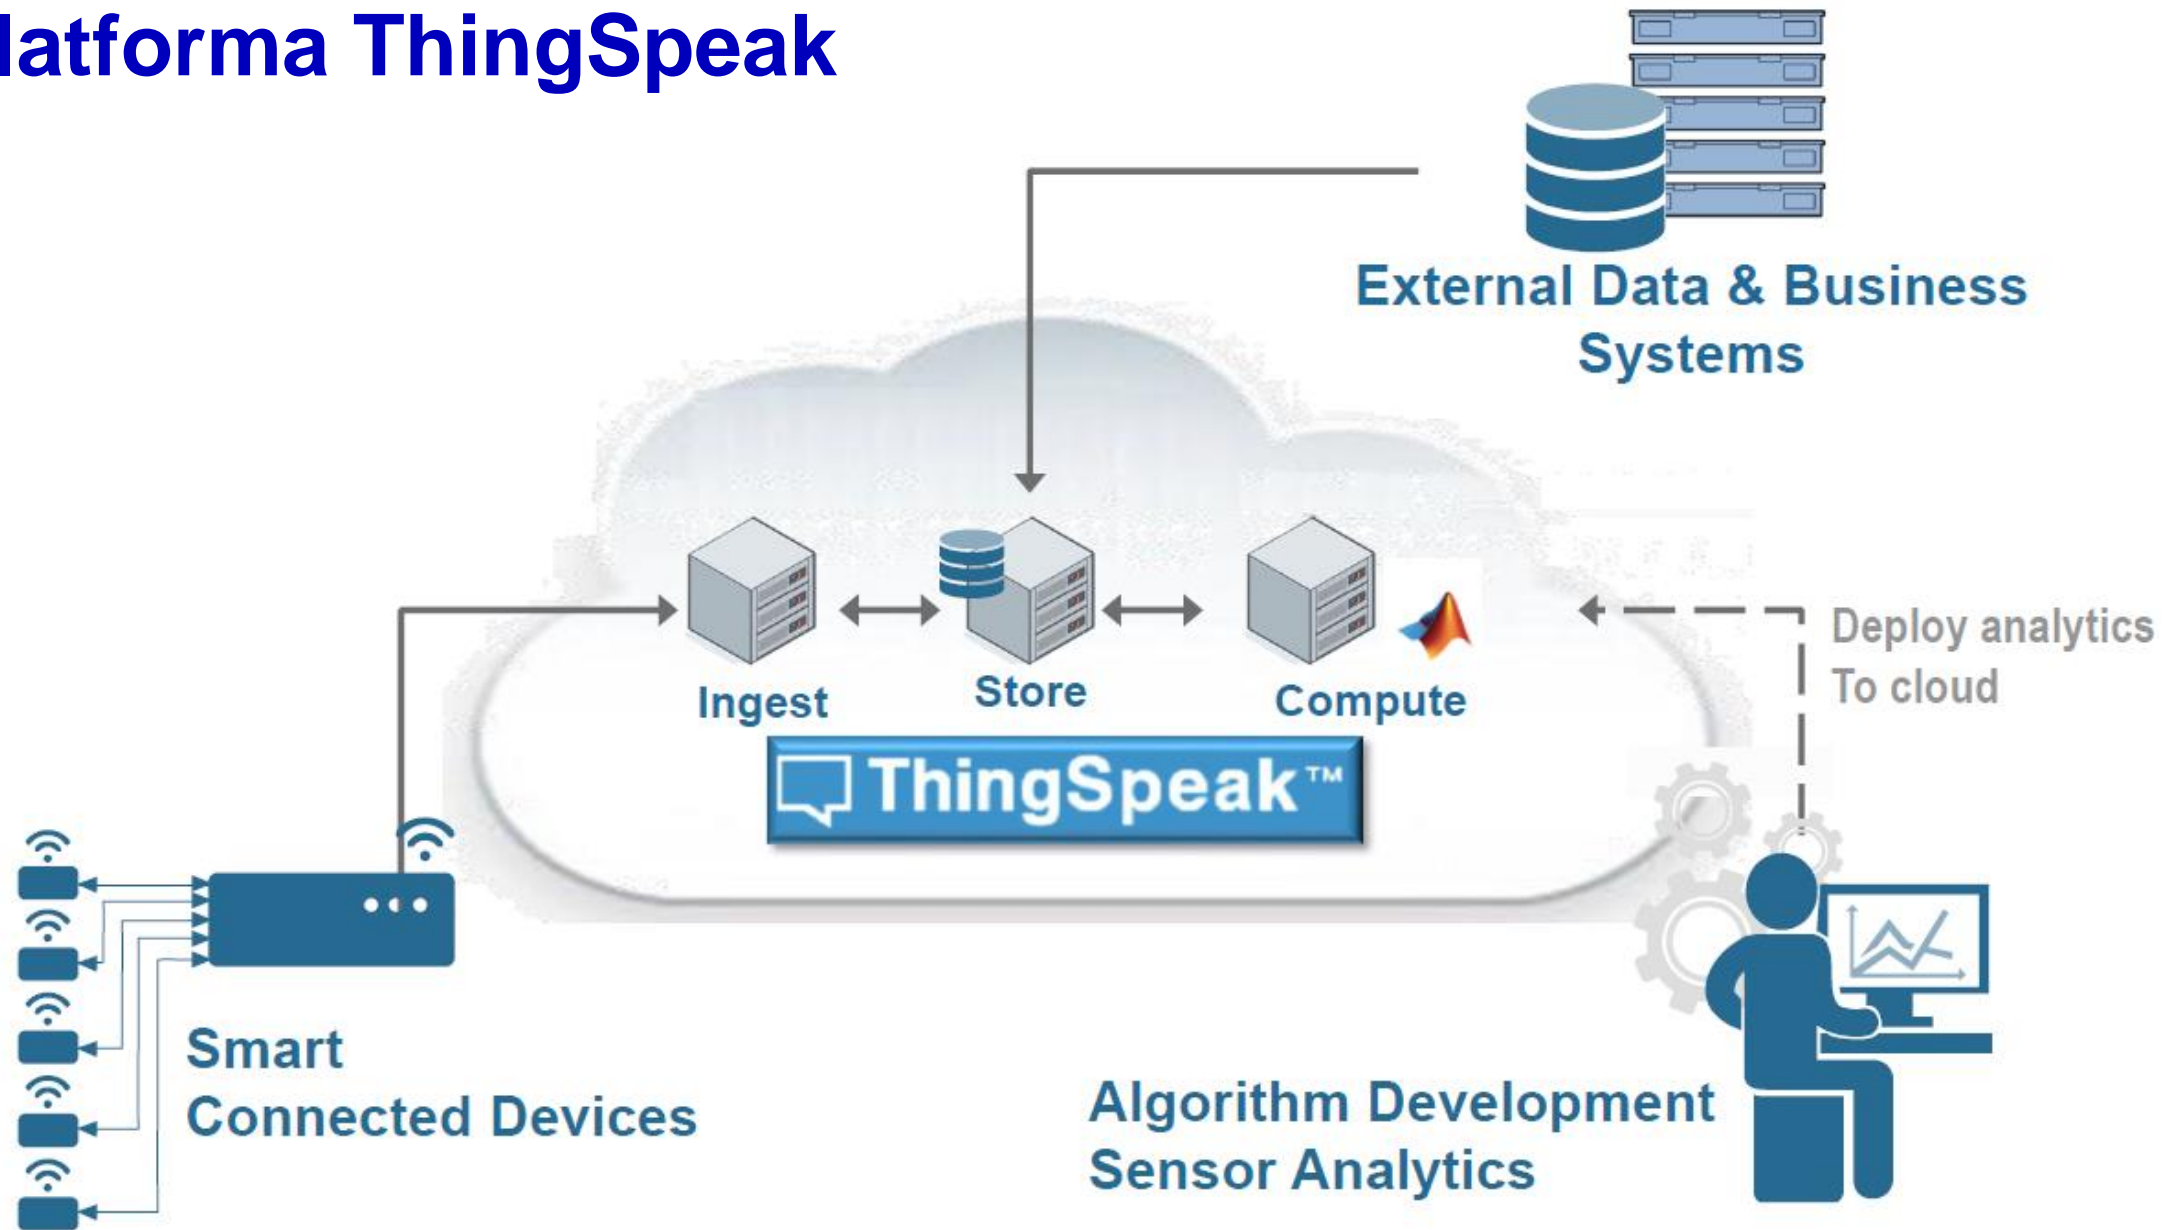 latforma ThingSpeak
External Data & Business
Systems
Deploy analytics
To cloud
Ingest
Store
Compute
ThingSpeak™
Smart
Connected Devices
Algorithm Development
Sensor Analytics